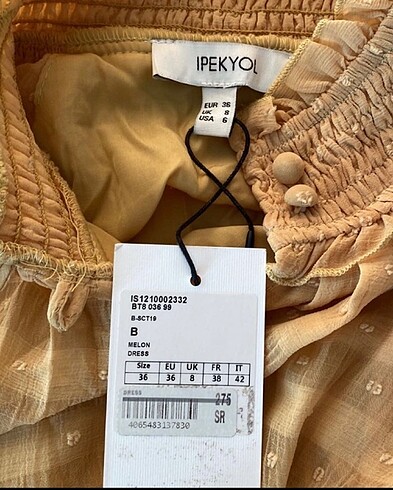 IPEKYOL
EUR 36
UK 8
USA 6
IS1210002332
BT8 036 99
B-SCT19
B
MELON
DRESS
Size EU UK FR IT
36 36 8 38 42
DRESS
275
SR
4065483137830